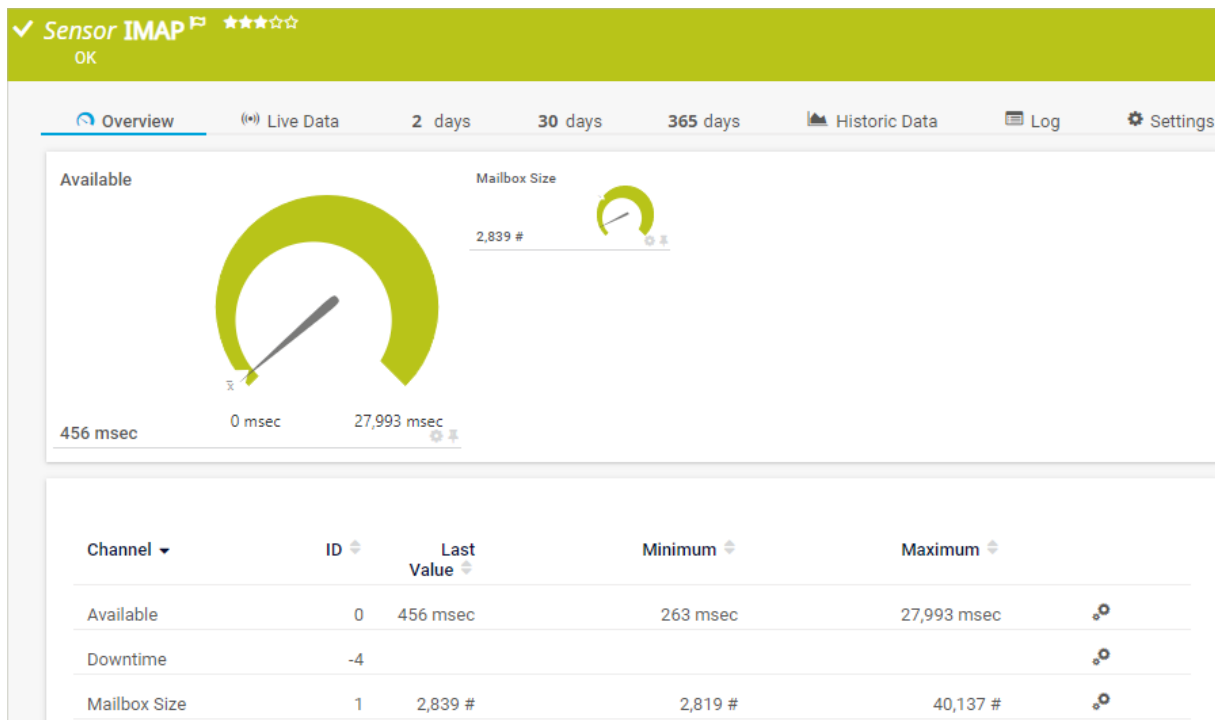 Sensor IMAP
OK
Overview Live Data 2 days 30 days 365 days Historic Data Log Settings
Available
Mailbox Size
2,839 #
x̄
0 msec 27,993 msec
456 msec
Channel ID Last Value Minimum Maximum
Available 0 456 msec 263 msec 27,993 msec
Downtime -4
Mailbox Size 1 2,839 # 2,819 # 40,137 #